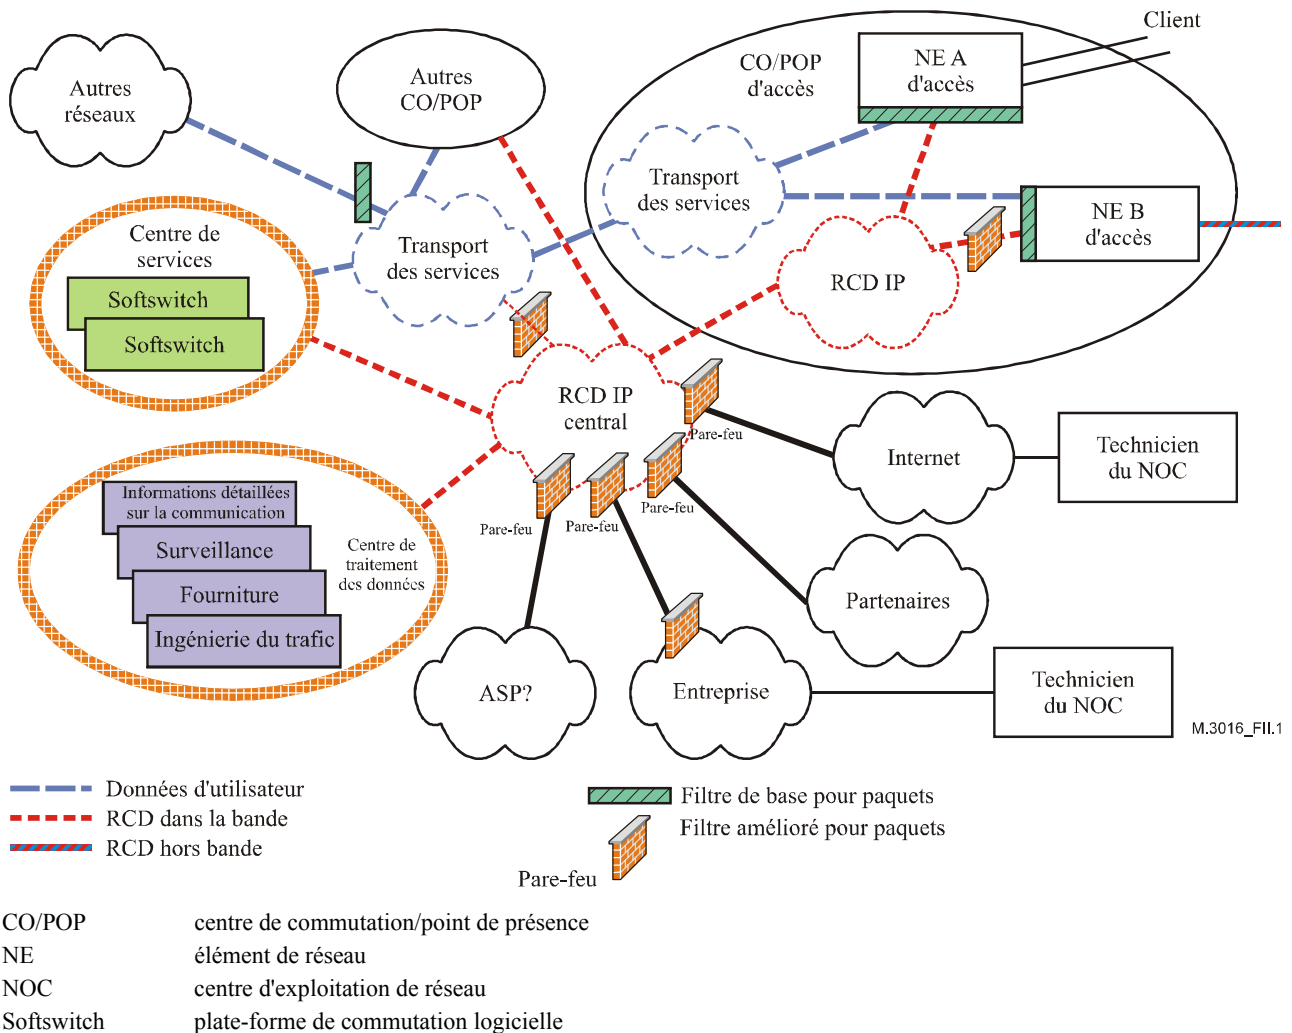 Client
Autres
réseaux
Autres
CO/POP
CO/POP
d'accès
NE A
d'accès
Transport
des services
NE B
d'accès
Centre de
services
Softswitch
Softswitch
Transport
des services
RCD IP
RCD IP
central
Pare-feu
Pare-feu
Pare-feu
Pare-feu
Internet
Technicien
du NOC
Informations détaillées
sur la communication
Surveillance
Fourniture
Ingénierie du trafic
Centre de
traitement
des données
Partenaires
ASP?
Entreprise
Technicien
du NOC
M.3016_FII.1
Données d'utilisateur
RCD dans la bande
RCD hors bande
Filtre de base pour paquets
Filtre amélioré pour paquets
Pare-feu
CO/POP centre de commutation/point de présence
NE élément de réseau
NOC centre d'exploitation de réseau
Softswitch plate-forme de commutation logicielle